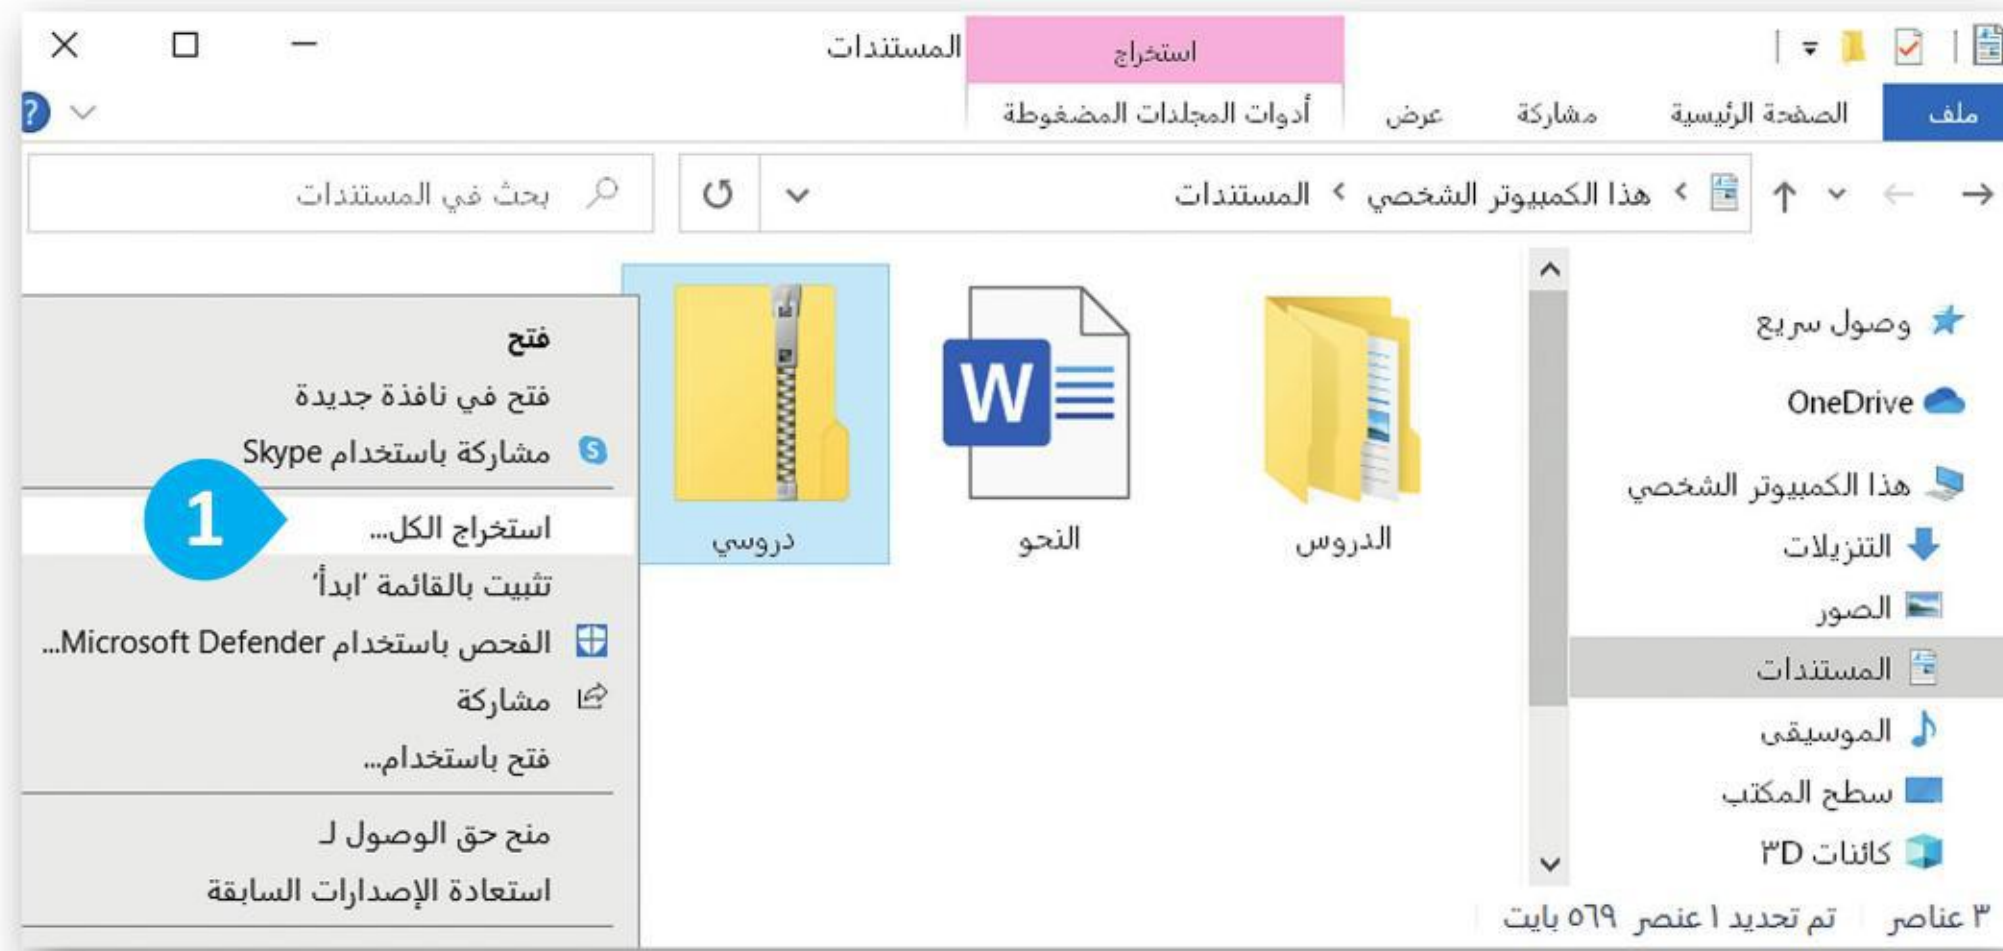 استخراج
المستندات
ملف
الصفحة الرئيسية
مشاركة
عرض
أدوات المجلدات المضغوطة
?
هذا الكمبيوتر الشخصي
المستندات
بحث في المستندات
وصول سريع
OneDrive
هذا الكمبيوتر الشخصي
التنزيلات
الصور
المستندات
الموسيقى
سطح المكتب
كائنات ٣D
W
الدروس
النحو
دروسي
فتح
فتح في نافذة جديدة
S
مشاركة باستخدام Skype
استخراج الكل...
1
تثبيت بالقائمة 'ابدأ'
الفحص باستخدام Microsoft Defender...
مشاركة
فتح باستخدام...
منح حق الوصول لـ
استعادة الإصدارات السابقة
٣ عناصر
تم تحديد ١ عنصر ٥٦٩ بايت